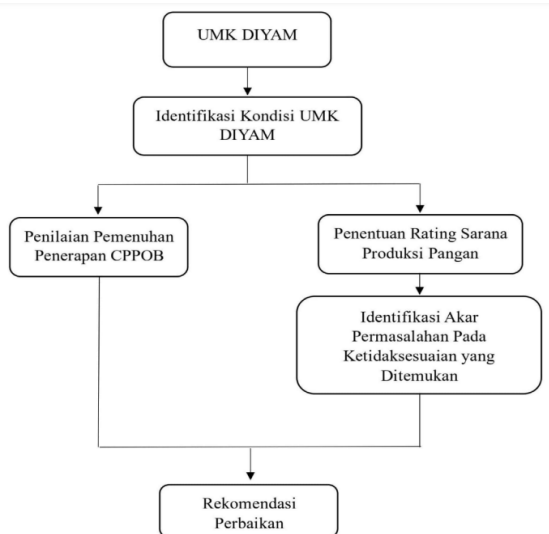 UMK DIYAM
Identifikasi Kondisi UMK
DIYAM
Penilaian Pemenuhan
Penerapan CPPOB
Penentuan Rating Sarana
Produksi Pangan
Identifikasi Akar
Permasalahan Pada
Ketidaksesuaian yang
Ditemukan
Rekomendasi
Perbaikan